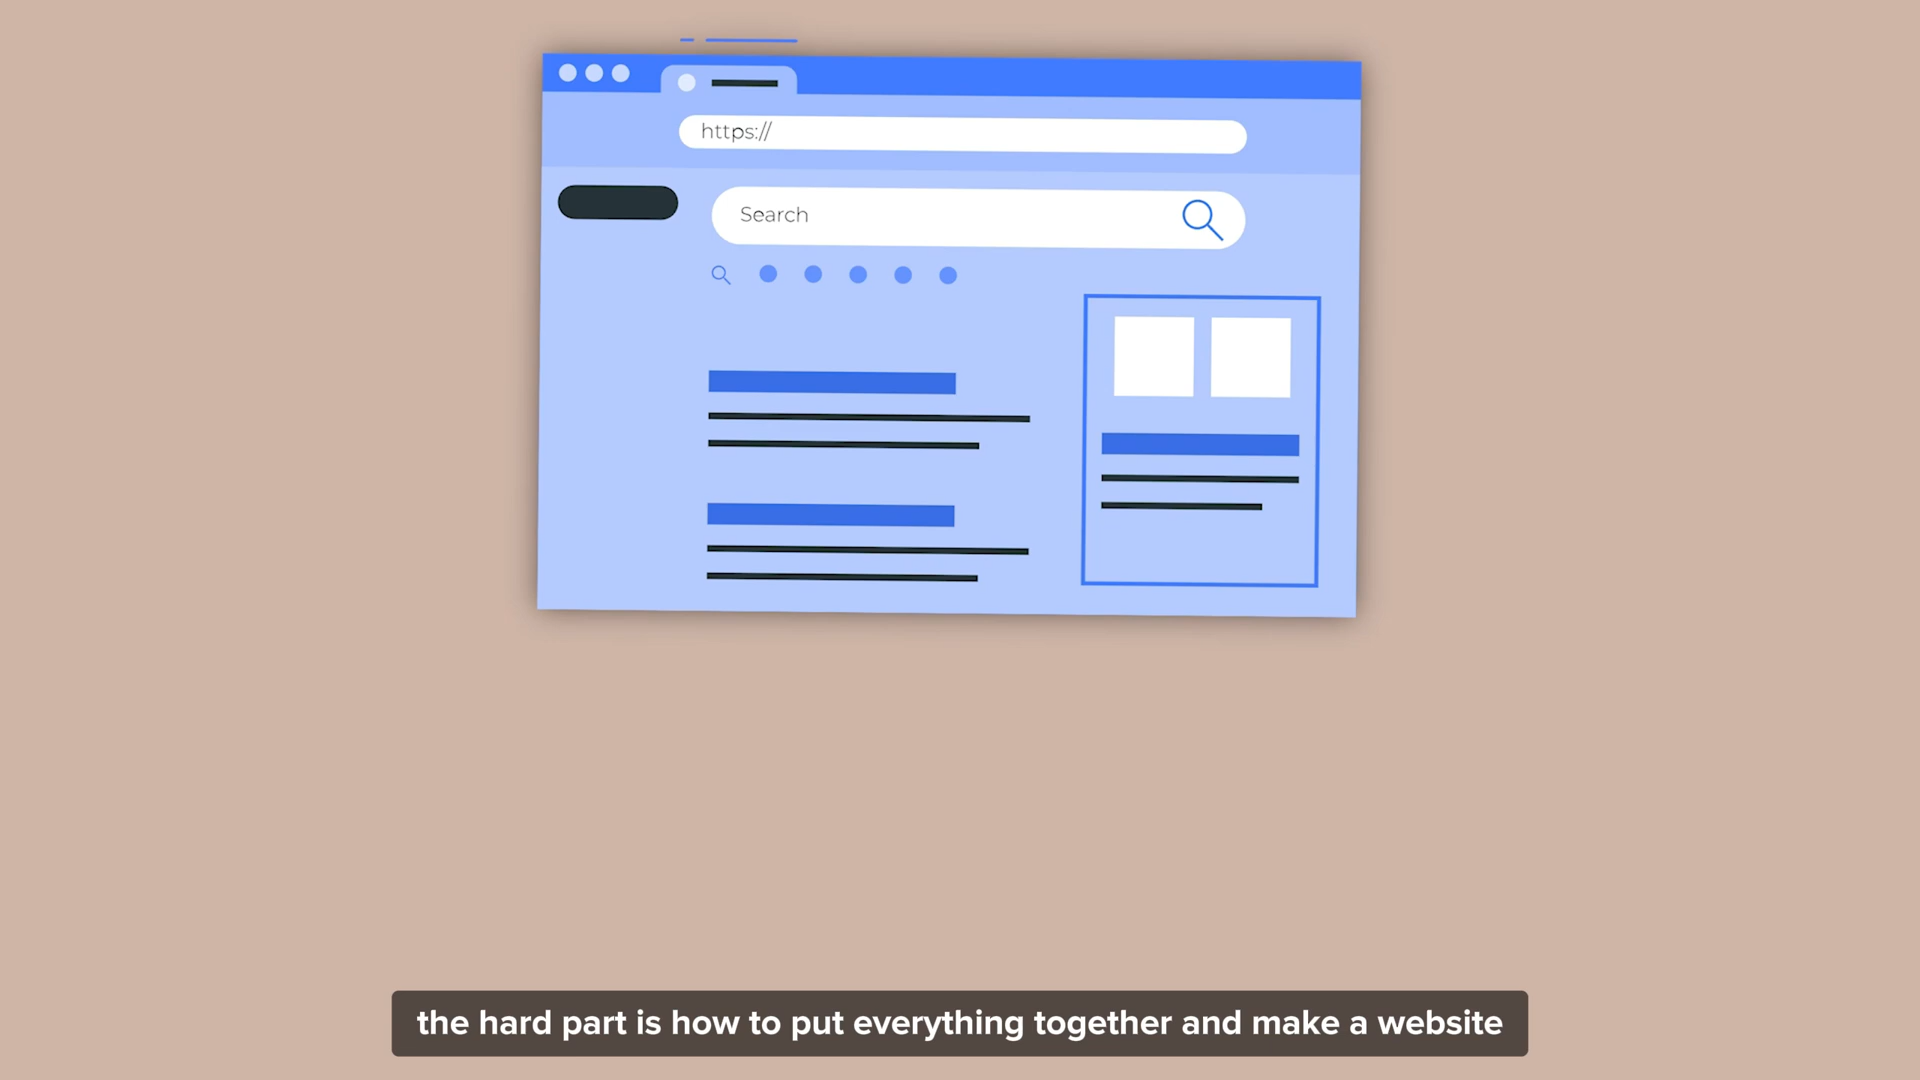 https://
Search
the hard part is how to put everything together and make a website